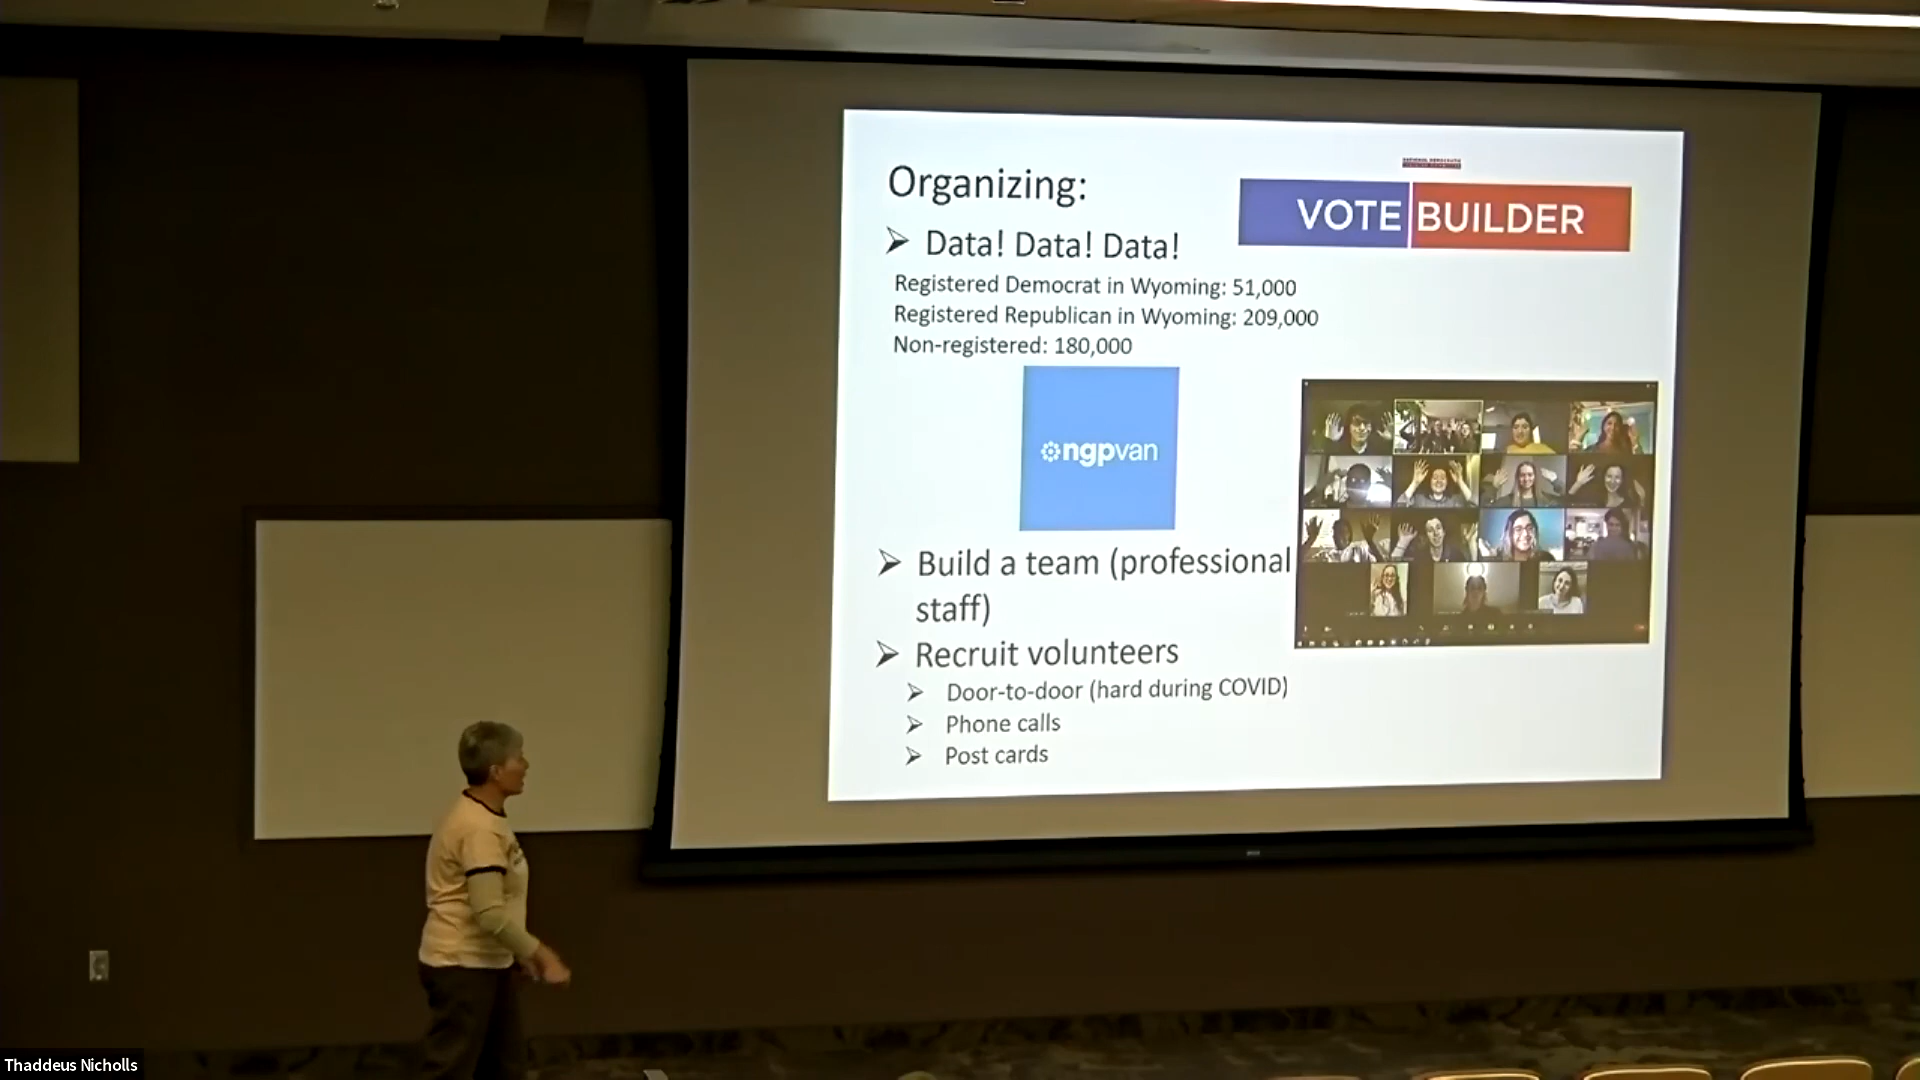 Organizing:
VOTE BUILDER
Data! Data! Data!
Registered Democrat in Wyoming: 51,000
Registered Republican in Wyoming: 209,000
Non-registered: 180,000
ngpvan
Build a team (professional
staff)
Recruit volunteers
Door-to-door (hard during COVID)
Phone calls
Post cards
Thaddeus Nicholls